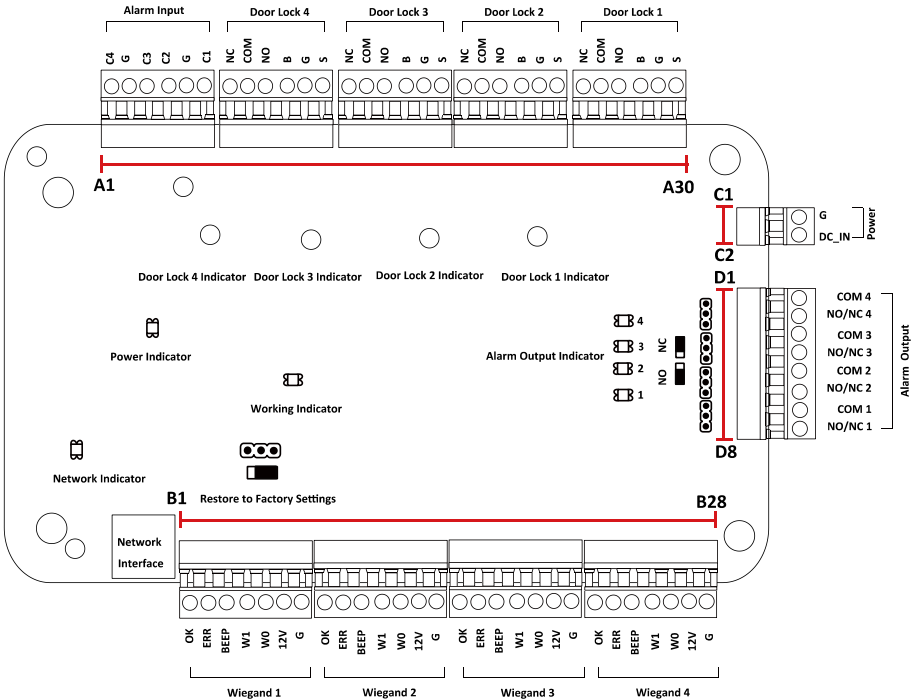 Alarm Input
Door Lock 4
Door Lock 3
Door Lock 2
Door Lock 1
C4 G C3 C2 G C1
NC COM NO B G S
NC COM NO B G S
NC COM NO B G S
NC COM NO B G S
A1
A30
C1
G
DC_IN
Power
C2
Door Lock 4 Indicator
Door Lock 3 Indicator
Door Lock 2 Indicator
Door Lock 1 Indicator
D1
COM 4
NO/NC 4
COM 3
NO/NC 3
COM 2
NO/NC 2
COM 1
NO/NC 1
Alarm Output
4
3
2
1
NC
NO
Alarm Output Indicator
Power Indicator
Working Indicator
D8
Network Indicator
Restore to Factory Settings
B1
B28
Network
Interface
OK ERR BEEP W1 W0 12V G
OK ERR BEEP W1 W0 12V G
OK ERR BEEP W1 W0 12V G
OK ERR BEEP W1 W0 12V G
Wiegand 1
Wiegand 2
Wiegand 3
Wiegand 4